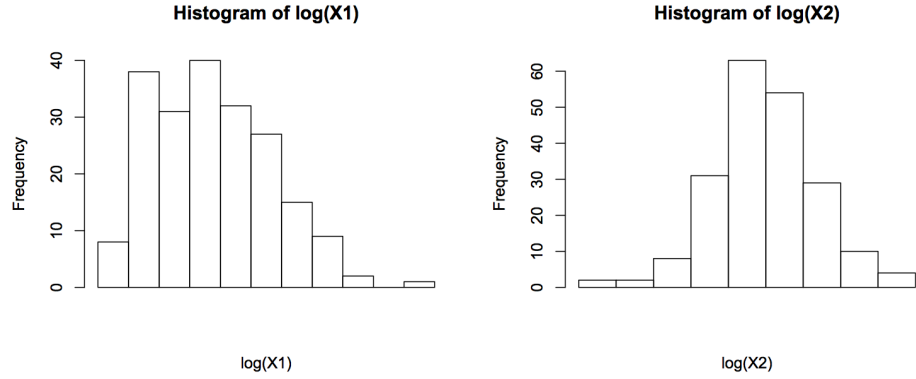 Histogram of log(X1)
Frequency
0
10
20
30
40
log(X1)
Histogram of log(X2)
Frequency
0
10
20
30
40
50
60
log(X2)